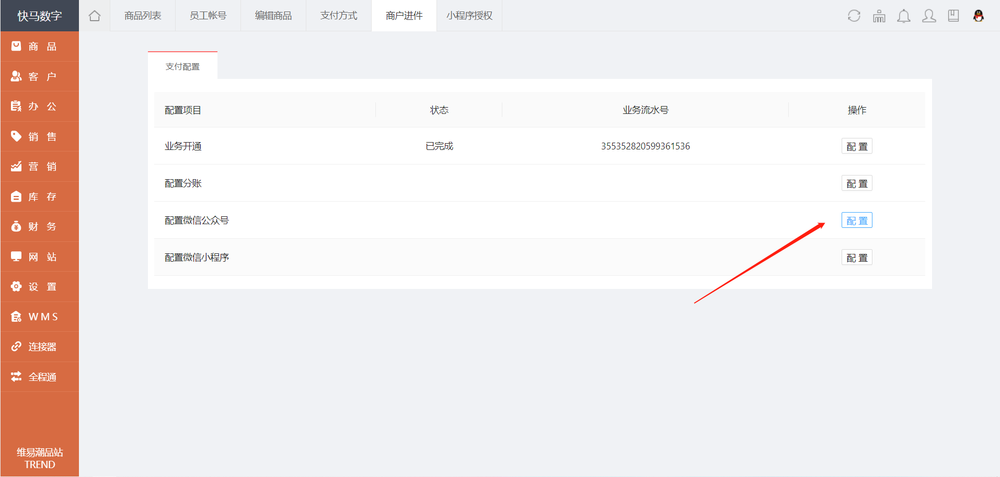 快马数字
商品列表
员工帐号
编辑商品
支付方式
商户进件
小程序授权
商 品
客 户
办 公
销 售
营 销
库 存
财 务
网 站
设 置
W M S
连接器
全程通
维易潮品站
TREND
支付配置
配置项目 状态 业务流水号 操作
业务开通 已完成 355352820599361536 配 置
配置分账 配 置
配置微信公众号 配 置
配置微信小程序 配 置